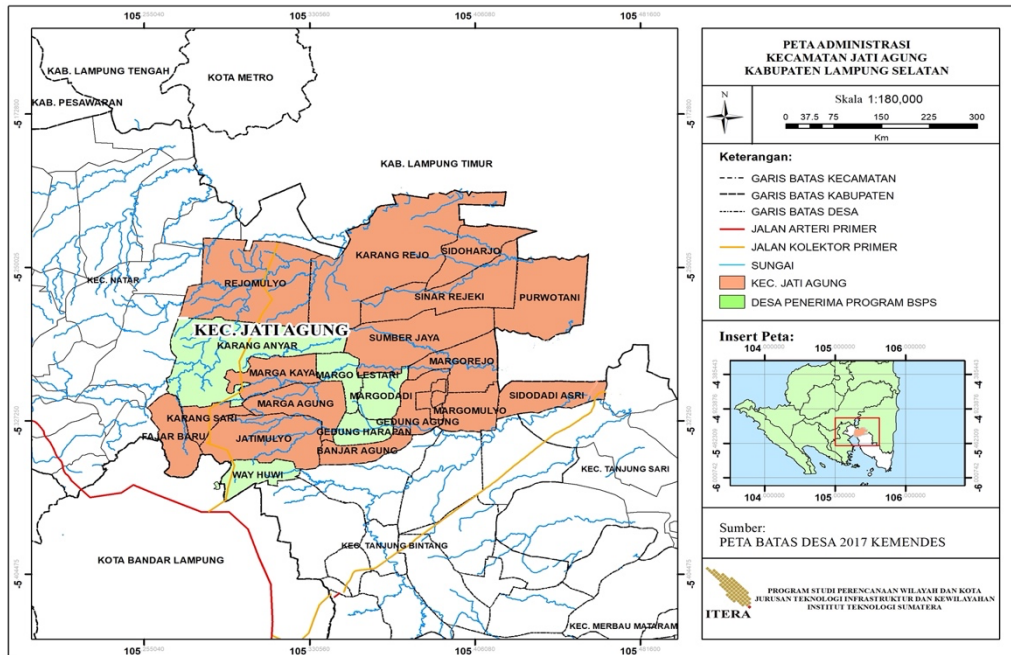 PETA ADMINISTRASI
KECAMATAN JATI AGUNG
KABUPATEN LAMPUNG SELATAN
N
Skala 1:180,000
0 37.5 75 150 225 300
Km
Keterangan:
GARIS BATAS KECAMATAN
GARIS BATAS KABUPATEN
GARIS BATAS DESA
JALAN ARTERI PRIMER
JALAN KOLEKTOR PRIMER
SUNGAI
KEC. JATI AGUNG
DESA PENERIMA PROGRAM BSPS
Insert Peta:
104 105 106
104 105 106
Sumber:
PETA BATAS DESA 2017 KEMENDES
ITERA
PROGRAM STUDI PERENCANAAN WILAYAH DAN KOTA
JURUSAN TEKNOLOGI INFRASTRUKTUR DAN KEWILAYAHAN
INSTITUT TEKNOLOGI SUMATERA
KAB. LAMPUNG TENGAH
KOTA METRO
KAB. PESAWARAN
KAB. LAMPUNG TIMUR
KARANG REJO
SIDOHARJO
KEC. NATAR
REJOMULYO
SINAR REJEKI
PURWOTANI
KEC. JATI AGUNG
KARANG ANYAR
SUMBER JAYA
MARGOREJO
MARGA KAYA
MARGO LESTARI
MARGODADI
SIDODADI ASRI
MARGA AGUNG
MARGOMULYO
KARANG SARI
GEDUNG AGUNG
FAJAR BARU
JATIMULYO
GEDUNG HARAPAN
BANJAR AGUNG
WAY HUWI
KEC. TANJUNG SARI
KEC. TANJUNG BINTANG
KOTA BANDAR LAMPUNG
KEC. MERBAU MATARAM